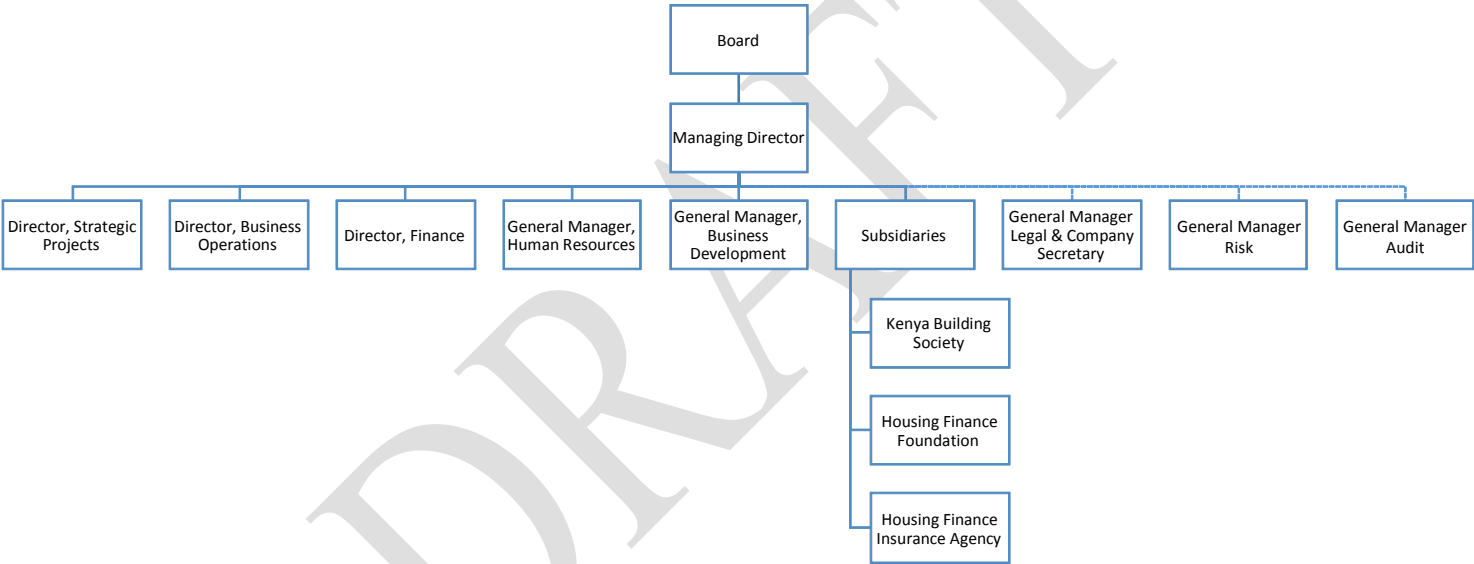 Board
Managing Director
Director, Strategic
Projects
Director, Business
Operations
Director, Finance
General Manager,
Human Resources
General Manager,
Business
Development
Subsidiaries
General Manager
Legal & Company
Secretary
General Manager
Risk
General Manager
Audit
Kenya Building
Society
Housing Finance
Foundation
Housing Finance
Insurance Agency
DRAFT